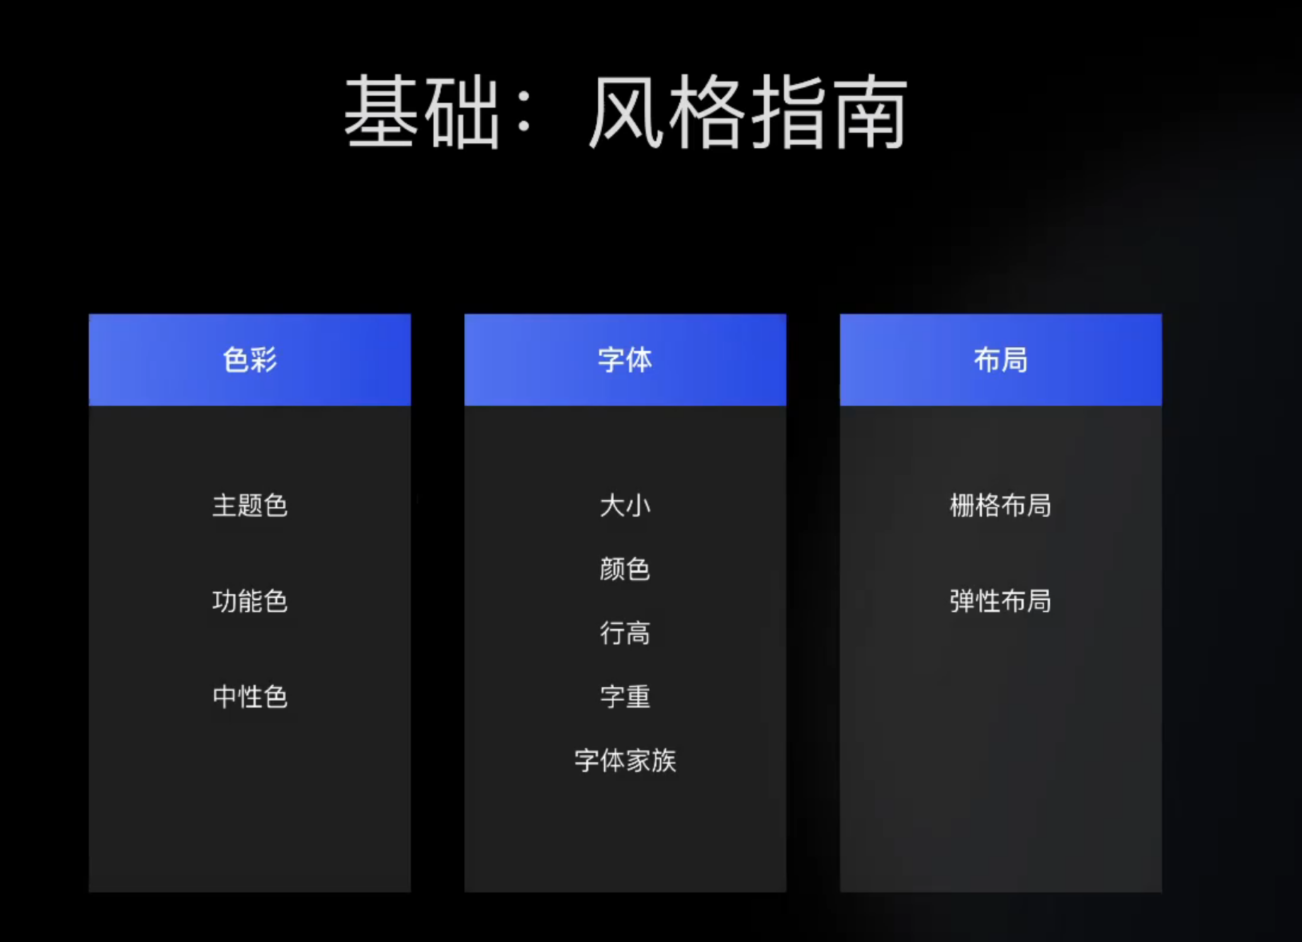 基础：风格指南
色彩
主题色
功能色
中性色
字体
大小
颜色
行高
字重
字体家族
布局
栅格布局
弹性布局